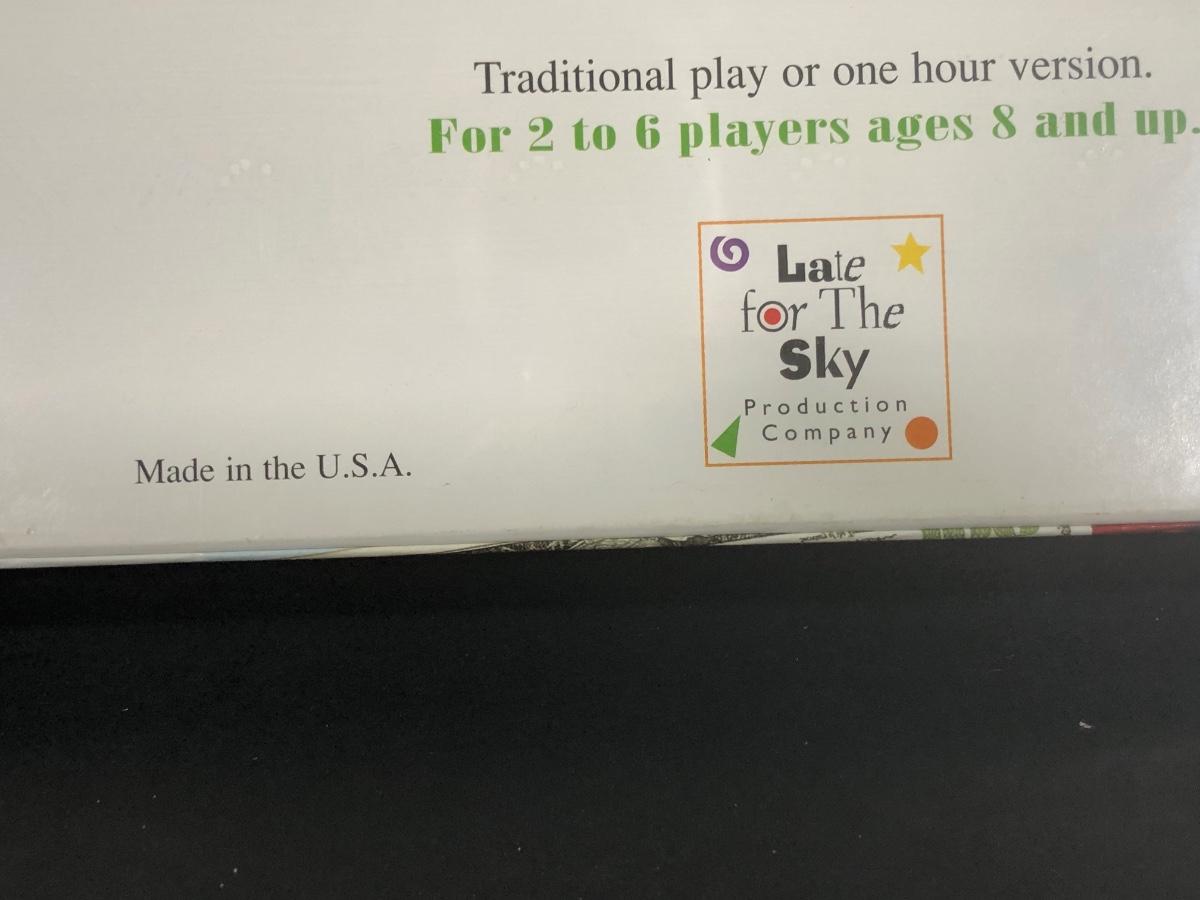 Traditional play or one hour version.
For 2 to 6 players ages 8 and up.
Late
for The
Sky
Production
Company
Made in the U.S.A.